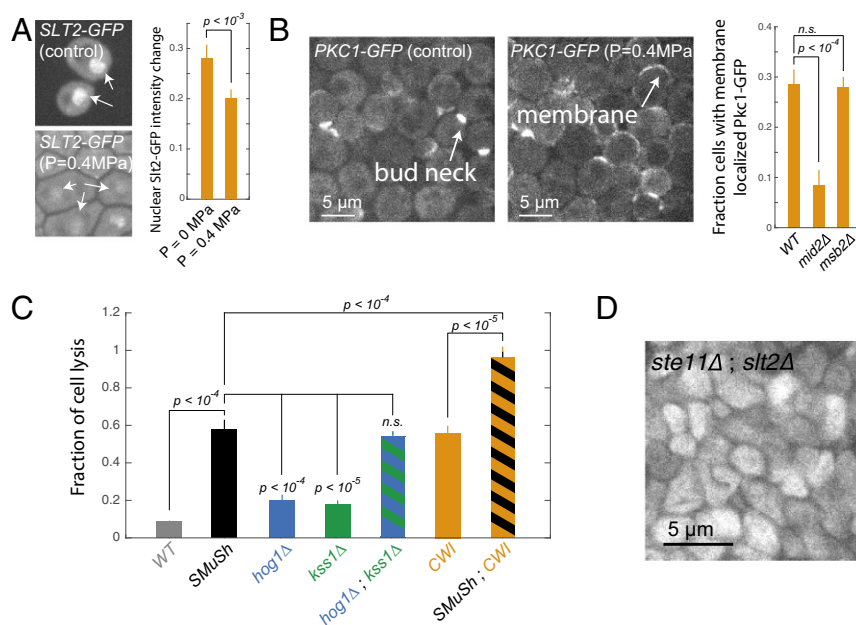 A
SLT2-GFP
(control)
SLT2-GFP
(P=0.4MPa)
Nuclear Slt2-GFP intensity change
p < 10⁻³
0.3
0.2
0.1
0
P = 0 MPa
P = 0.4 MPa
B
PKC1-GFP (control)
bud neck
5 µm
PKC1-GFP (P=0.4MPa
membrane
5 µm
Fraction cells with membrane
localized Pkc1-GFP
n.s.
p < 10⁻⁴
0.4
0.3
0.2
0.1
0
WT
mid2Δ
msb2Δ
C
Fraction of cell lysis
1.2
1
0.8
0.6
0.4
0.2
0
p < 10⁻⁴
p < 10⁻⁵
p < 10⁻⁴
n.s.
p < 10⁻⁴
p < 10⁻⁵
WT
SMuSh
hog1Δ
kss1Δ
hog1Δ ; kss1Δ
CWI
SMuSh ; CWI
D
ste11Δ ; slt2Δ
5 µm